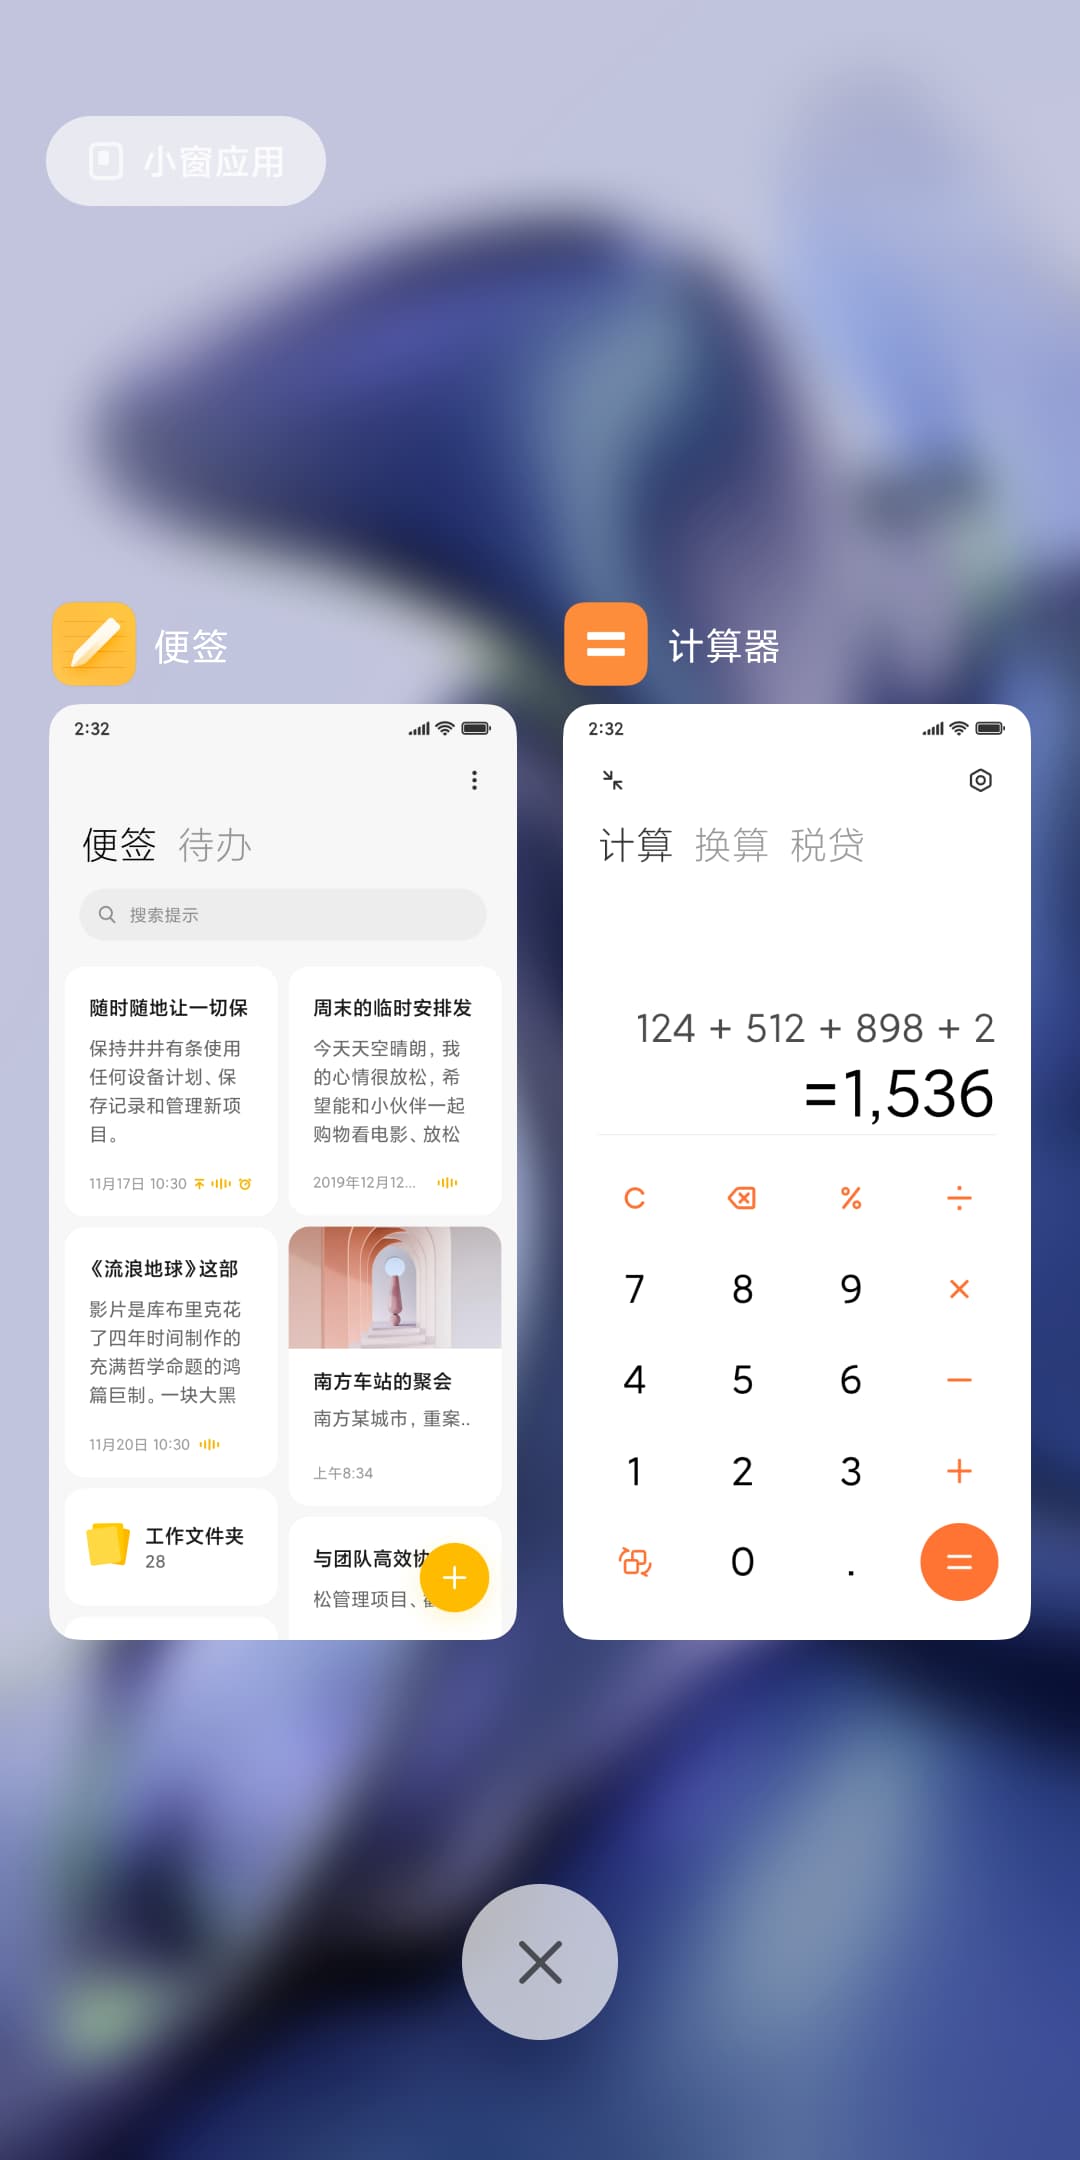 小窗应用
便签
2:32
便签 待办
搜索提示
随时随地让一切保
保持井井有条使用
任何设备计划、保
存记录和管理新项
目。
11月17日 10:30
周末的临时安排发
今天天空晴朗，我
的心情很放松，希
望能和小伙伴一起
购物看电影、放松
2019年12月12...
《流浪地球》这部
影片是库布里克花
了四年时间制作的
充满哲学命题的鸿
篇巨制。一块大黑
11月20日 10:30
南方车站的聚会
南方某城市，重案..
上午8:34
工作文件夹
28
与团队高效协
松管理项目、
计算器
2:32
计算 换算 税贷
124 + 512 + 898 + 2
=1,536
C % ÷
7 8 9 ×
4 5 6 −
1 2 3 +
0 . =